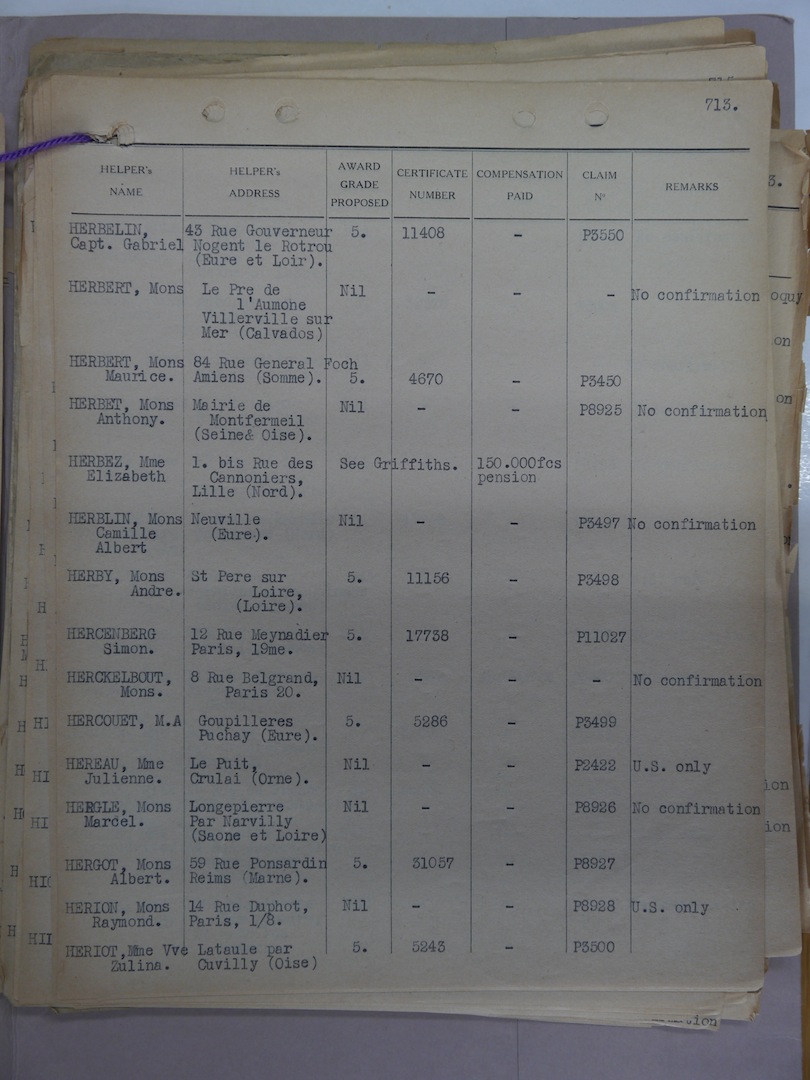 713.
HELPER's NAME HELPER's ADDRESS AWARD GRADE PROPOSED CERTIFICATE NUMBER COMPENSATION PAID CLAIM Nº REMARKS
HERBELIN, 43 Rue Gouverneur 5. 11408 - P3550
Capt. Gabriel Nogent le Rotrou
(Eure et Loir).
HERBERT, Mons Le Pre de Nil - - - No confirmation
l'Aumone
Villerville sur
Mer (Calvados)
HERBERT, Mons 84 Rue General Foch
Maurice. Amiens (Somme). 5. 4670 - P3450
HERBET, Mons Mairie de Nil - - P8925 No confirmation
Anthony. Montfermeil
(Seine& Oise).
HERBEZ, Mme 1. bis Rue des See Griffiths. 150.000fcs
Elizabeth Cannoniers, pension
Lille (Nord).
HERBLIN, Mons Neuville Nil - - P3497 No confirmation
Camille (Eure.).
Albert
HERBY, Mons St Pere sur 5. 11156 - P3498
Andre. Loire,
(Loire).
HERCENBERG 12 Rue Meynadier 5. 17738 - P11027
Simon. Paris, 19me.
HERCKELBOUT, 8 Rue Belgrand, Nil - - - No confirmation
Mons. Paris 20.
HERCOUET, M.A Goupilleres 5. 5286 - P3499
Puchay (Eure).
HEREAU, Mme Le Puit, Nil - - P2422 U.S. only
Julienne. Crulai (Orne).
HERGLE, Mons Longepierre Nil - - P8926 No confirmation
Marcel. Par Narvilly
(Saone et Loire)
HERGOT, Mons 59 Rue Ponsardin 5. 31057 - P8927
Albert. Reims (Marne).
HERION, Mons 14 Rue Duphot, Nil - - P8928 U.S. only
Raymond. Paris, 1/8.
HERIOT,Mme Vve Lataule par 5. 5243 - P3500
Zulina. Cuvilly (Oise)